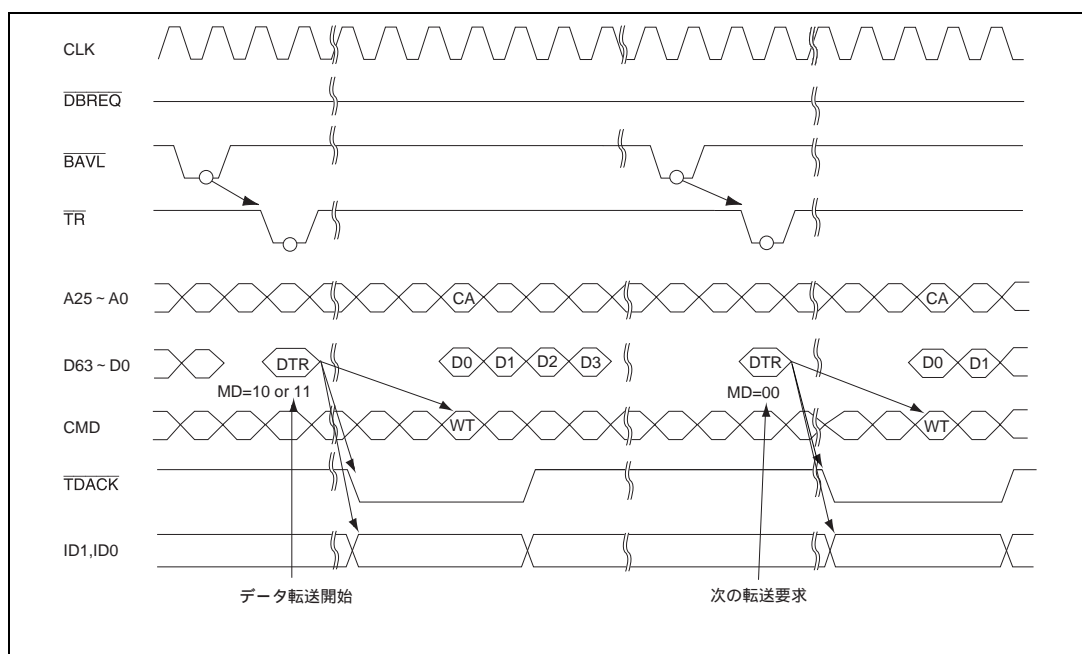 CLK
DBREQ
BAVL
TR
A25 ~ A0 CA CA
D63 ~ D0 DTR D0 D1 D2 D3 DTR D0 D1
MD=10 or 11 MD=00
CMD WT WT
TDACK
ID1,ID0
データ転送開始 次の転送要求